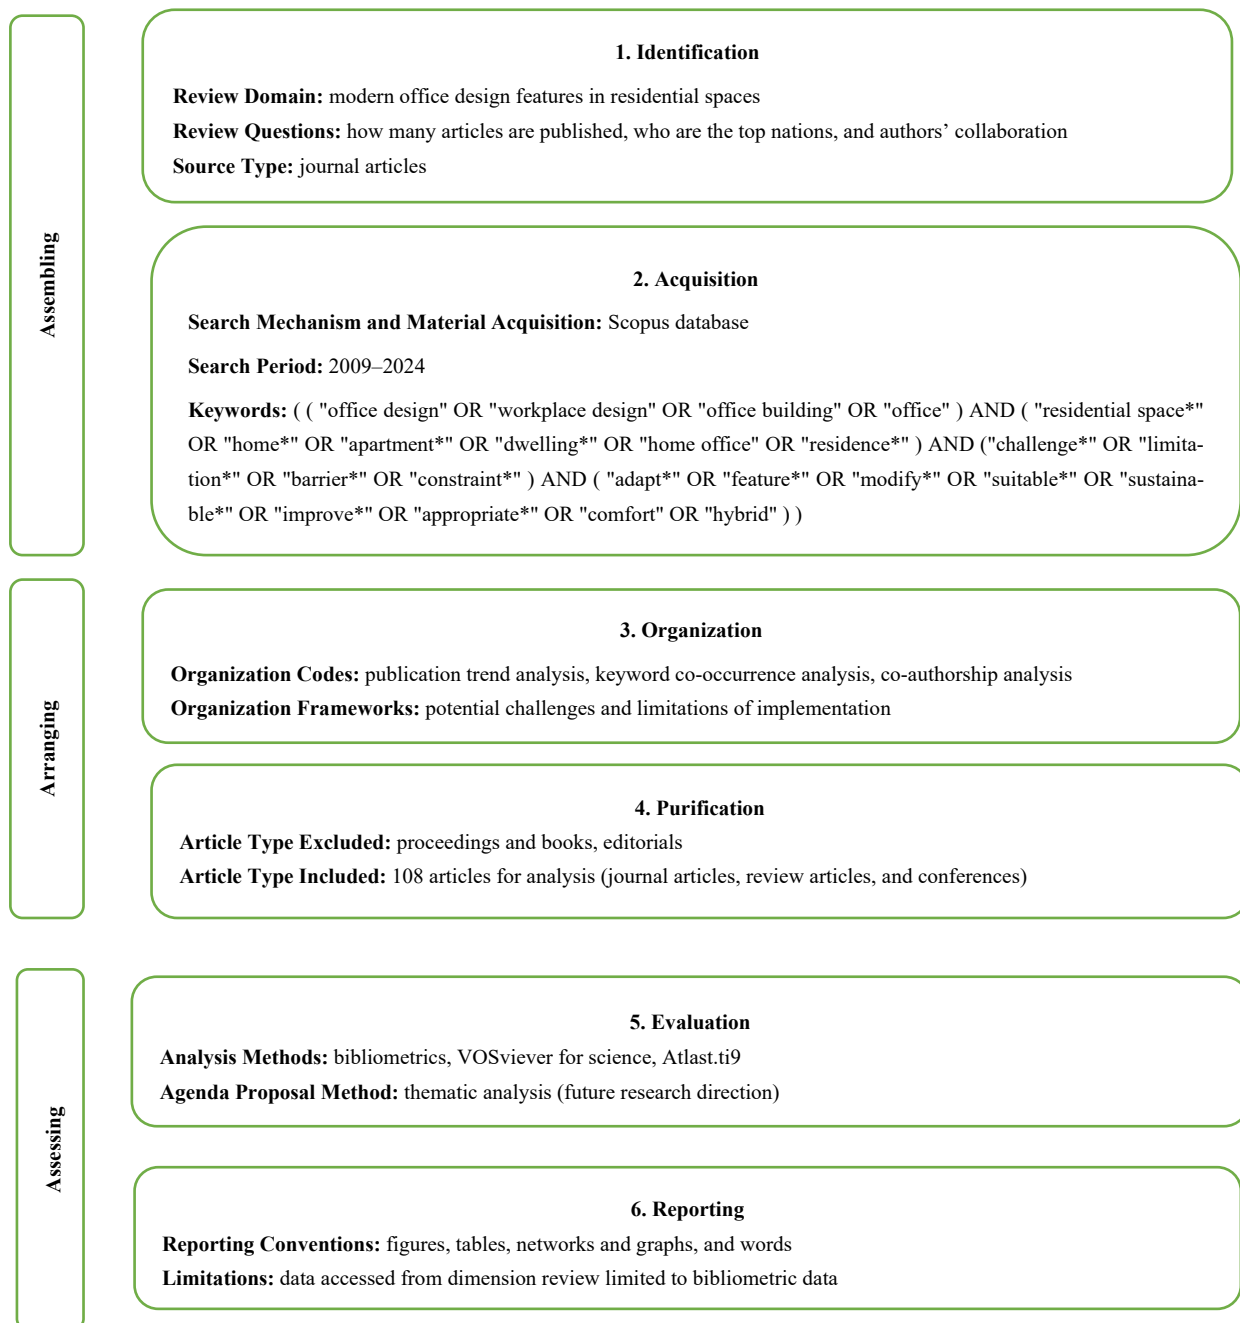 Assembling
1. Identification
Review Domain: modern office design features in residential spaces
Review Questions: how many articles are published, who are the top nations, and authors’ collaboration
Source Type: journal articles
2. Acquisition
Search Mechanism and Material Acquisition: Scopus database
Search Period: 2009–2024
Keywords: ( ( "office design" OR "workplace design" OR "office building" OR "office" ) AND ( "residential space*"
OR "home*" OR "apartment*" OR "dwelling*" OR "home office" OR "residence*" ) AND ("challenge*" OR "limita-
tion*" OR "barrier*" OR "constraint*" ) AND ( "adapt*" OR "feature*" OR "modify*" OR "suitable*" OR "sustaina-
ble*" OR "improve*" OR "appropriate*" OR "comfort" OR "hybrid" ) )
Arranging
3. Organization
Organization Codes: publication trend analysis, keyword co-occurrence analysis, co-authorship analysis
Organization Frameworks: potential challenges and limitations of implementation
4. Purification
Article Type Excluded: proceedings and books, editorials
Article Type Included: 108 articles for analysis (journal articles, review articles, and conferences)
Assessing
5. Evaluation
Analysis Methods: bibliometrics, VOSviever for science, Atlast.ti9
Agenda Proposal Method: thematic analysis (future research direction)
6. Reporting
Reporting Conventions: figures, tables, networks and graphs, and words
Limitations: data accessed from dimension review limited to bibliometric data